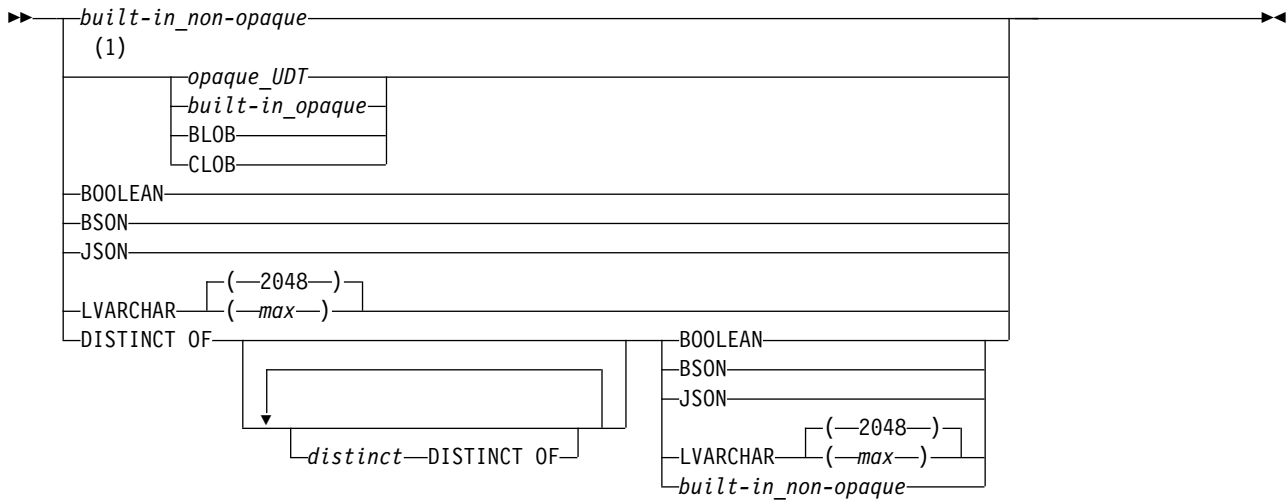 built-in_non-opaque
(1)
opaque_UDT
built-in_opaque
BLOB
CLOB
BOOLEAN
BSON
JSON
( 2048 )
LVARCHAR ( max )
DISTINCT OF BOOLEAN
BSON
JSON
( 2048 )
distinct DISTINCT OF LVARCHAR ( max )
built-in_non-opaque